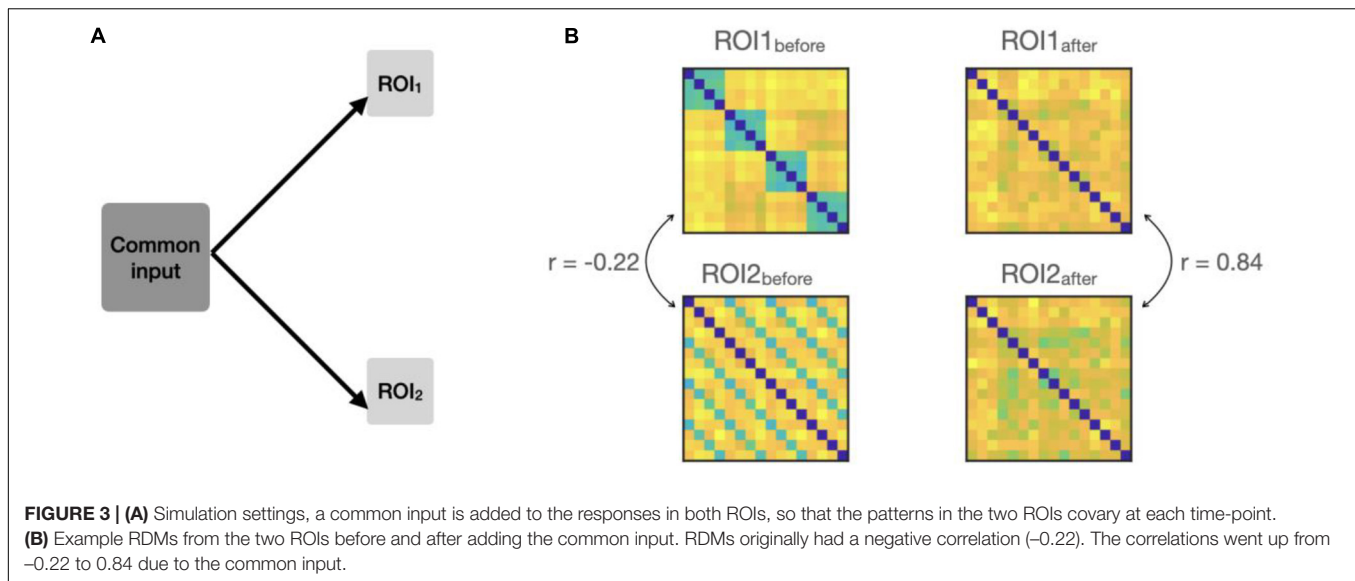 A
B
ROI1before
ROI1after
ROI1
Common
input
r = -0.22
r = 0.84
ROI2before
ROI2after
ROI2
FIGURE 3 | (A) Simulation settings, a common input is added to the responses in both ROIs, so that the patterns in the two ROIs covary at each time-point.
(B) Example RDMs from the two ROIs before and after adding the common input. RDMs originally had a negative correlation (–0.22). The correlations went up from
–0.22 to 0.84 due to the common input.